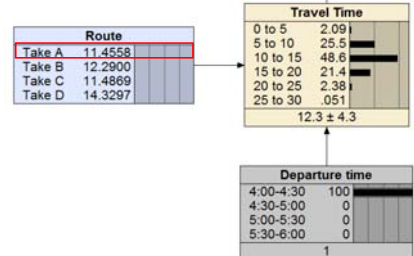 Route
Take A 11.4558
Take B 12.2900
Take C 11.4869
Take D 14.3297
Travel Time
0 to 5 2.09
5 to 10 25.5
10 to 15 48.6
15 to 20 21.4
20 to 25 2.38
25 to 30 .051
12.3 ± 4.3
Departure time
4:00-4:30 100
4:30-5:00 0
5:00-5:30 0
5:30-6:00 0
1